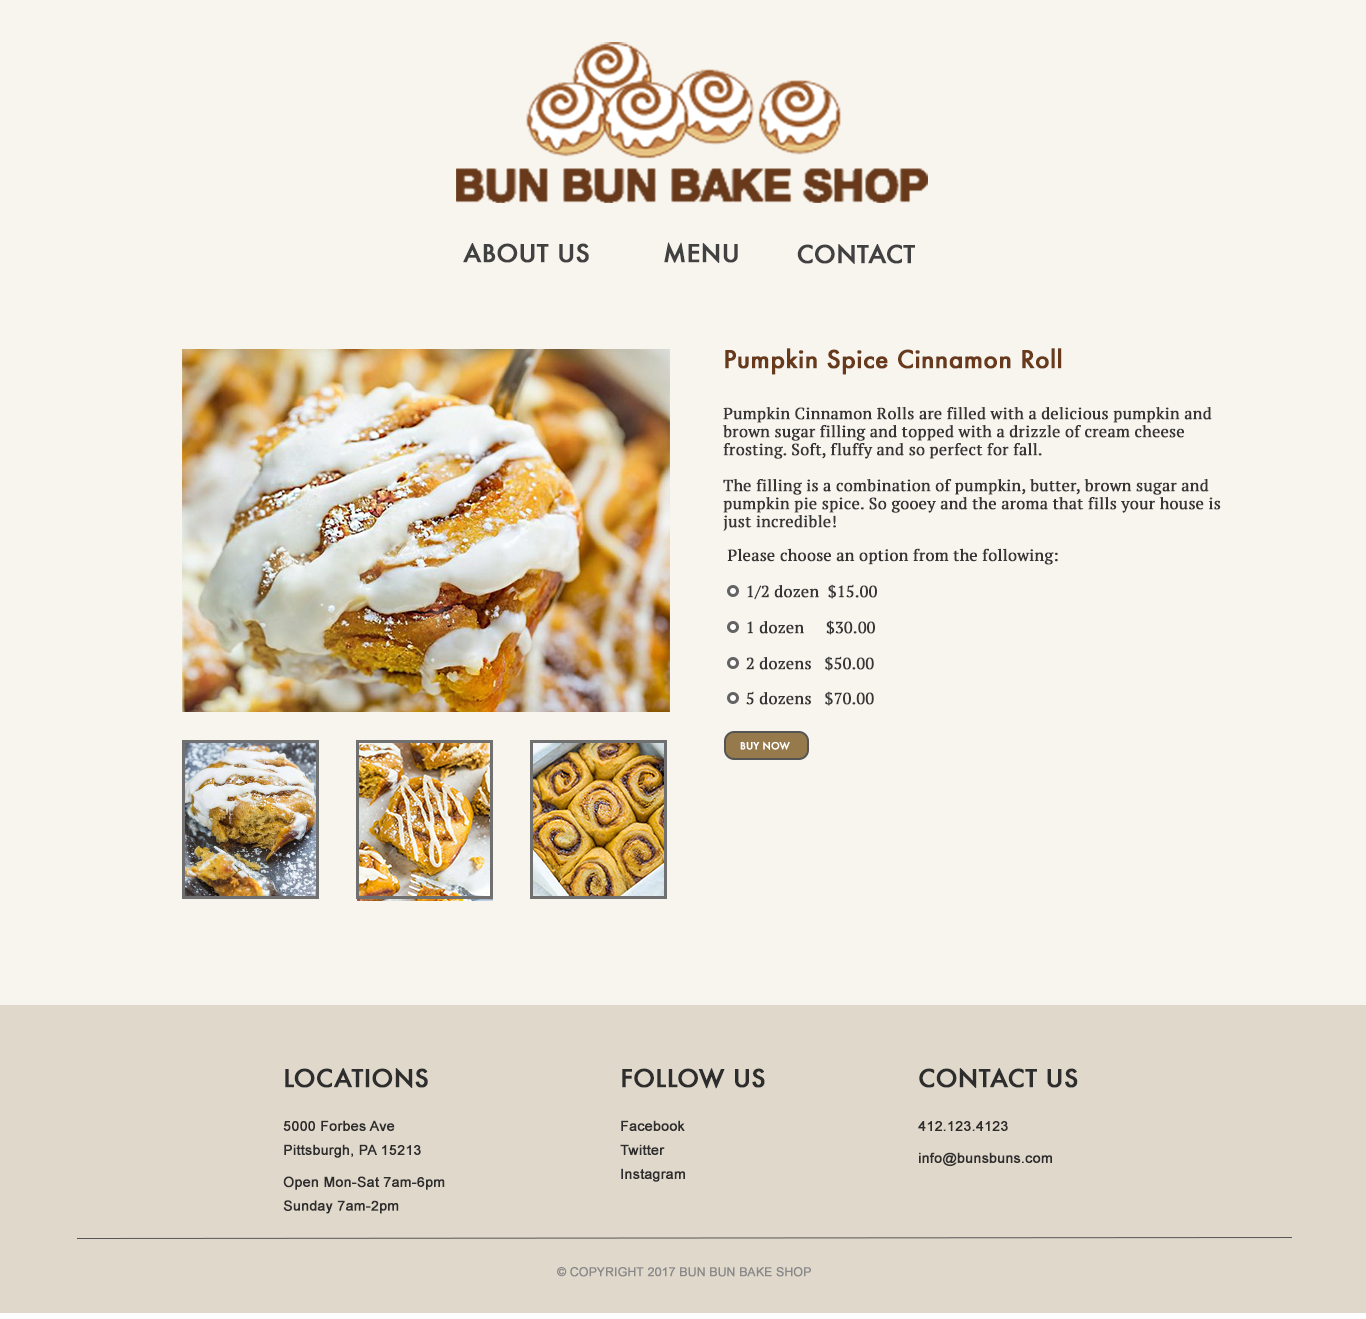 BUN BUN BAKE SHOP
ABOUT US MENU CONTACT
Pumpkin Spice Cinnamon Roll
Pumpkin Cinnamon Rolls are filled with a delicious pumpkin and
brown sugar filling and topped with a drizzle of cream cheese
frosting. Soft, fluffy and so perfect for fall.
The filling is a combination of pumpkin, butter, brown sugar and
pumpkin pie spice. So gooey and the aroma that fills your house is
just incredible!
Please choose an option from the following:
1/2 dozen $15.00
1 dozen $30.00
2 dozens $50.00
5 dozens $70.00
BUY NOW
LOCATIONS
5000 Forbes Ave
Pittsburgh, PA 15213
Open Mon-Sat 7am-6pm
Sunday 7am-2pm
FOLLOW US
Facebook
Twitter
Instagram
CONTACT US
412.123.4123
info@bunsbuns.com
© COPYRIGHT 2017 BUN BUN BAKE SHOP